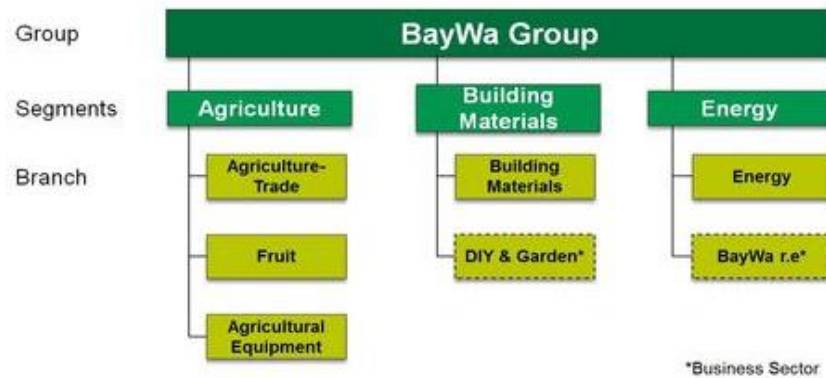 Group
BayWa Group
Segments
Agriculture
Building
Materials
Energy
Branch
Agriculture-
Trade
Building
Materials
Energy
Fruit
DIY & Garden*
BayWa r.e*
Agricultural
Equipment
*Business Sector